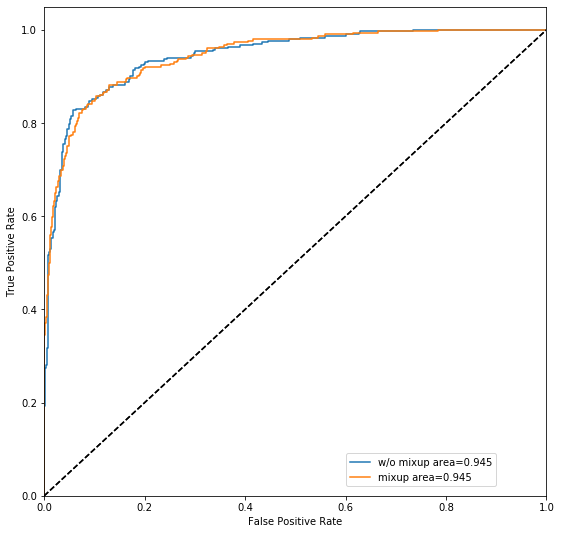 1.0
0.8
0.6
0.4
0.2
0.0
True Positive Rate
w/o mixup area=0.945
mixup area=0.945
0.0 0.2 0.4 0.6 0.8 1.0
False Positive Rate